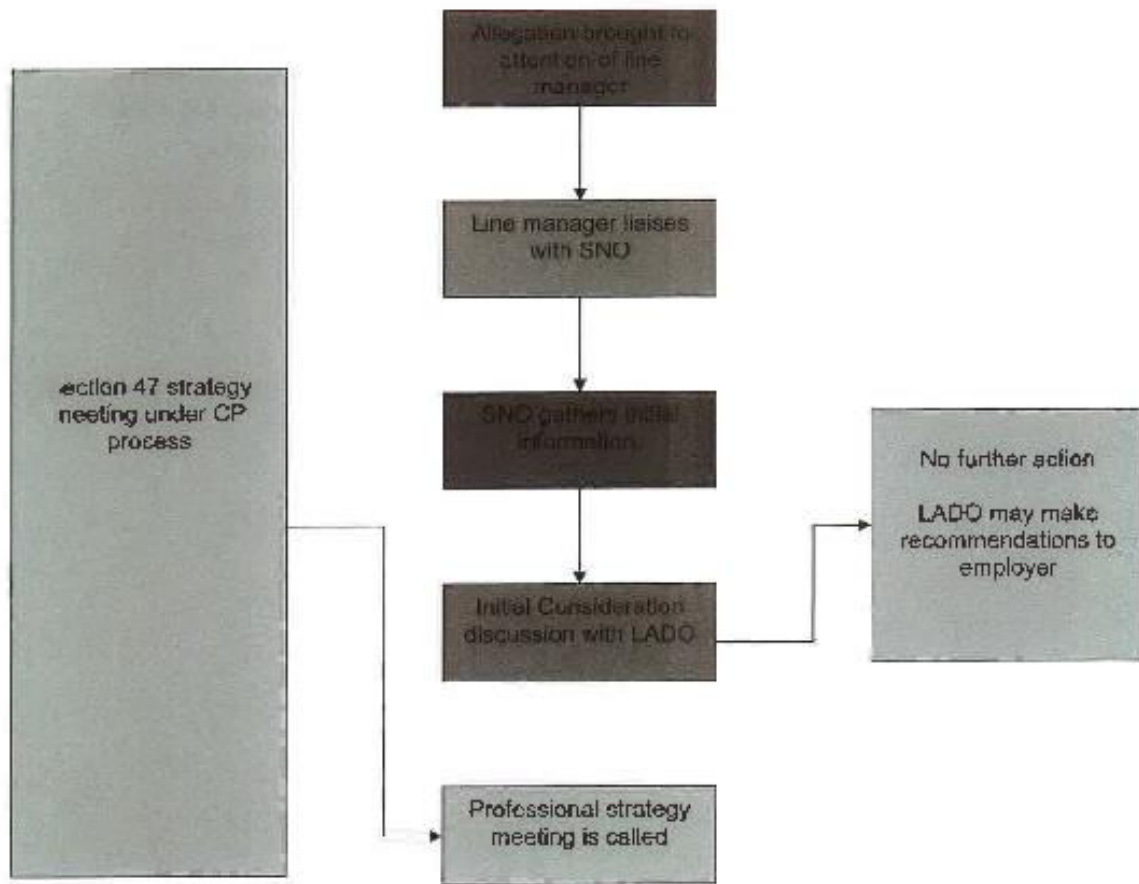 Allegation brought to
attention of line
manager
Line manager liaises
with SNO
ection 47 strategy
neeting under CP
process
SNO gathers initial
information.
No further action
LADO may make
recommendations to
employer
Initial Consideration
discussion with LADO
Professional strategy
meeting is called